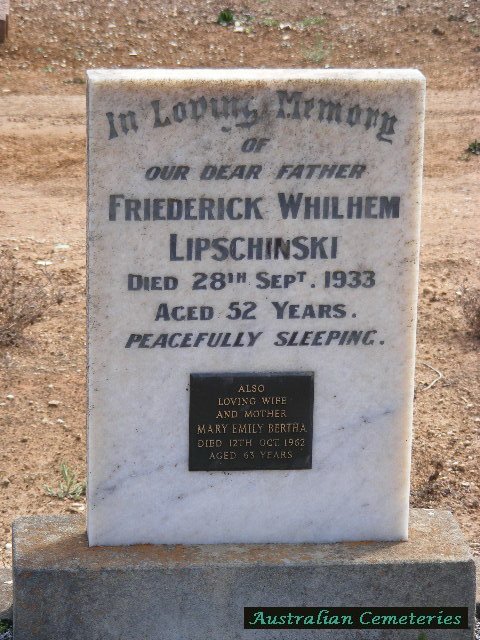 In Loving Memory
OF
OUR DEAR FATHER
FRIEDERICK WHILHEM
LIPSCHINSKI
DIED 28TH SEPT. 1933
AGED 52 YEARS.
PEACEFULLY SLEEPING.
ALSO
LOVING WIFE
AND MOTHER
MARY EMILY BERTHA
DIED 12TH OCT 1962
AGED 63 YEARS
Australian Cemeteries